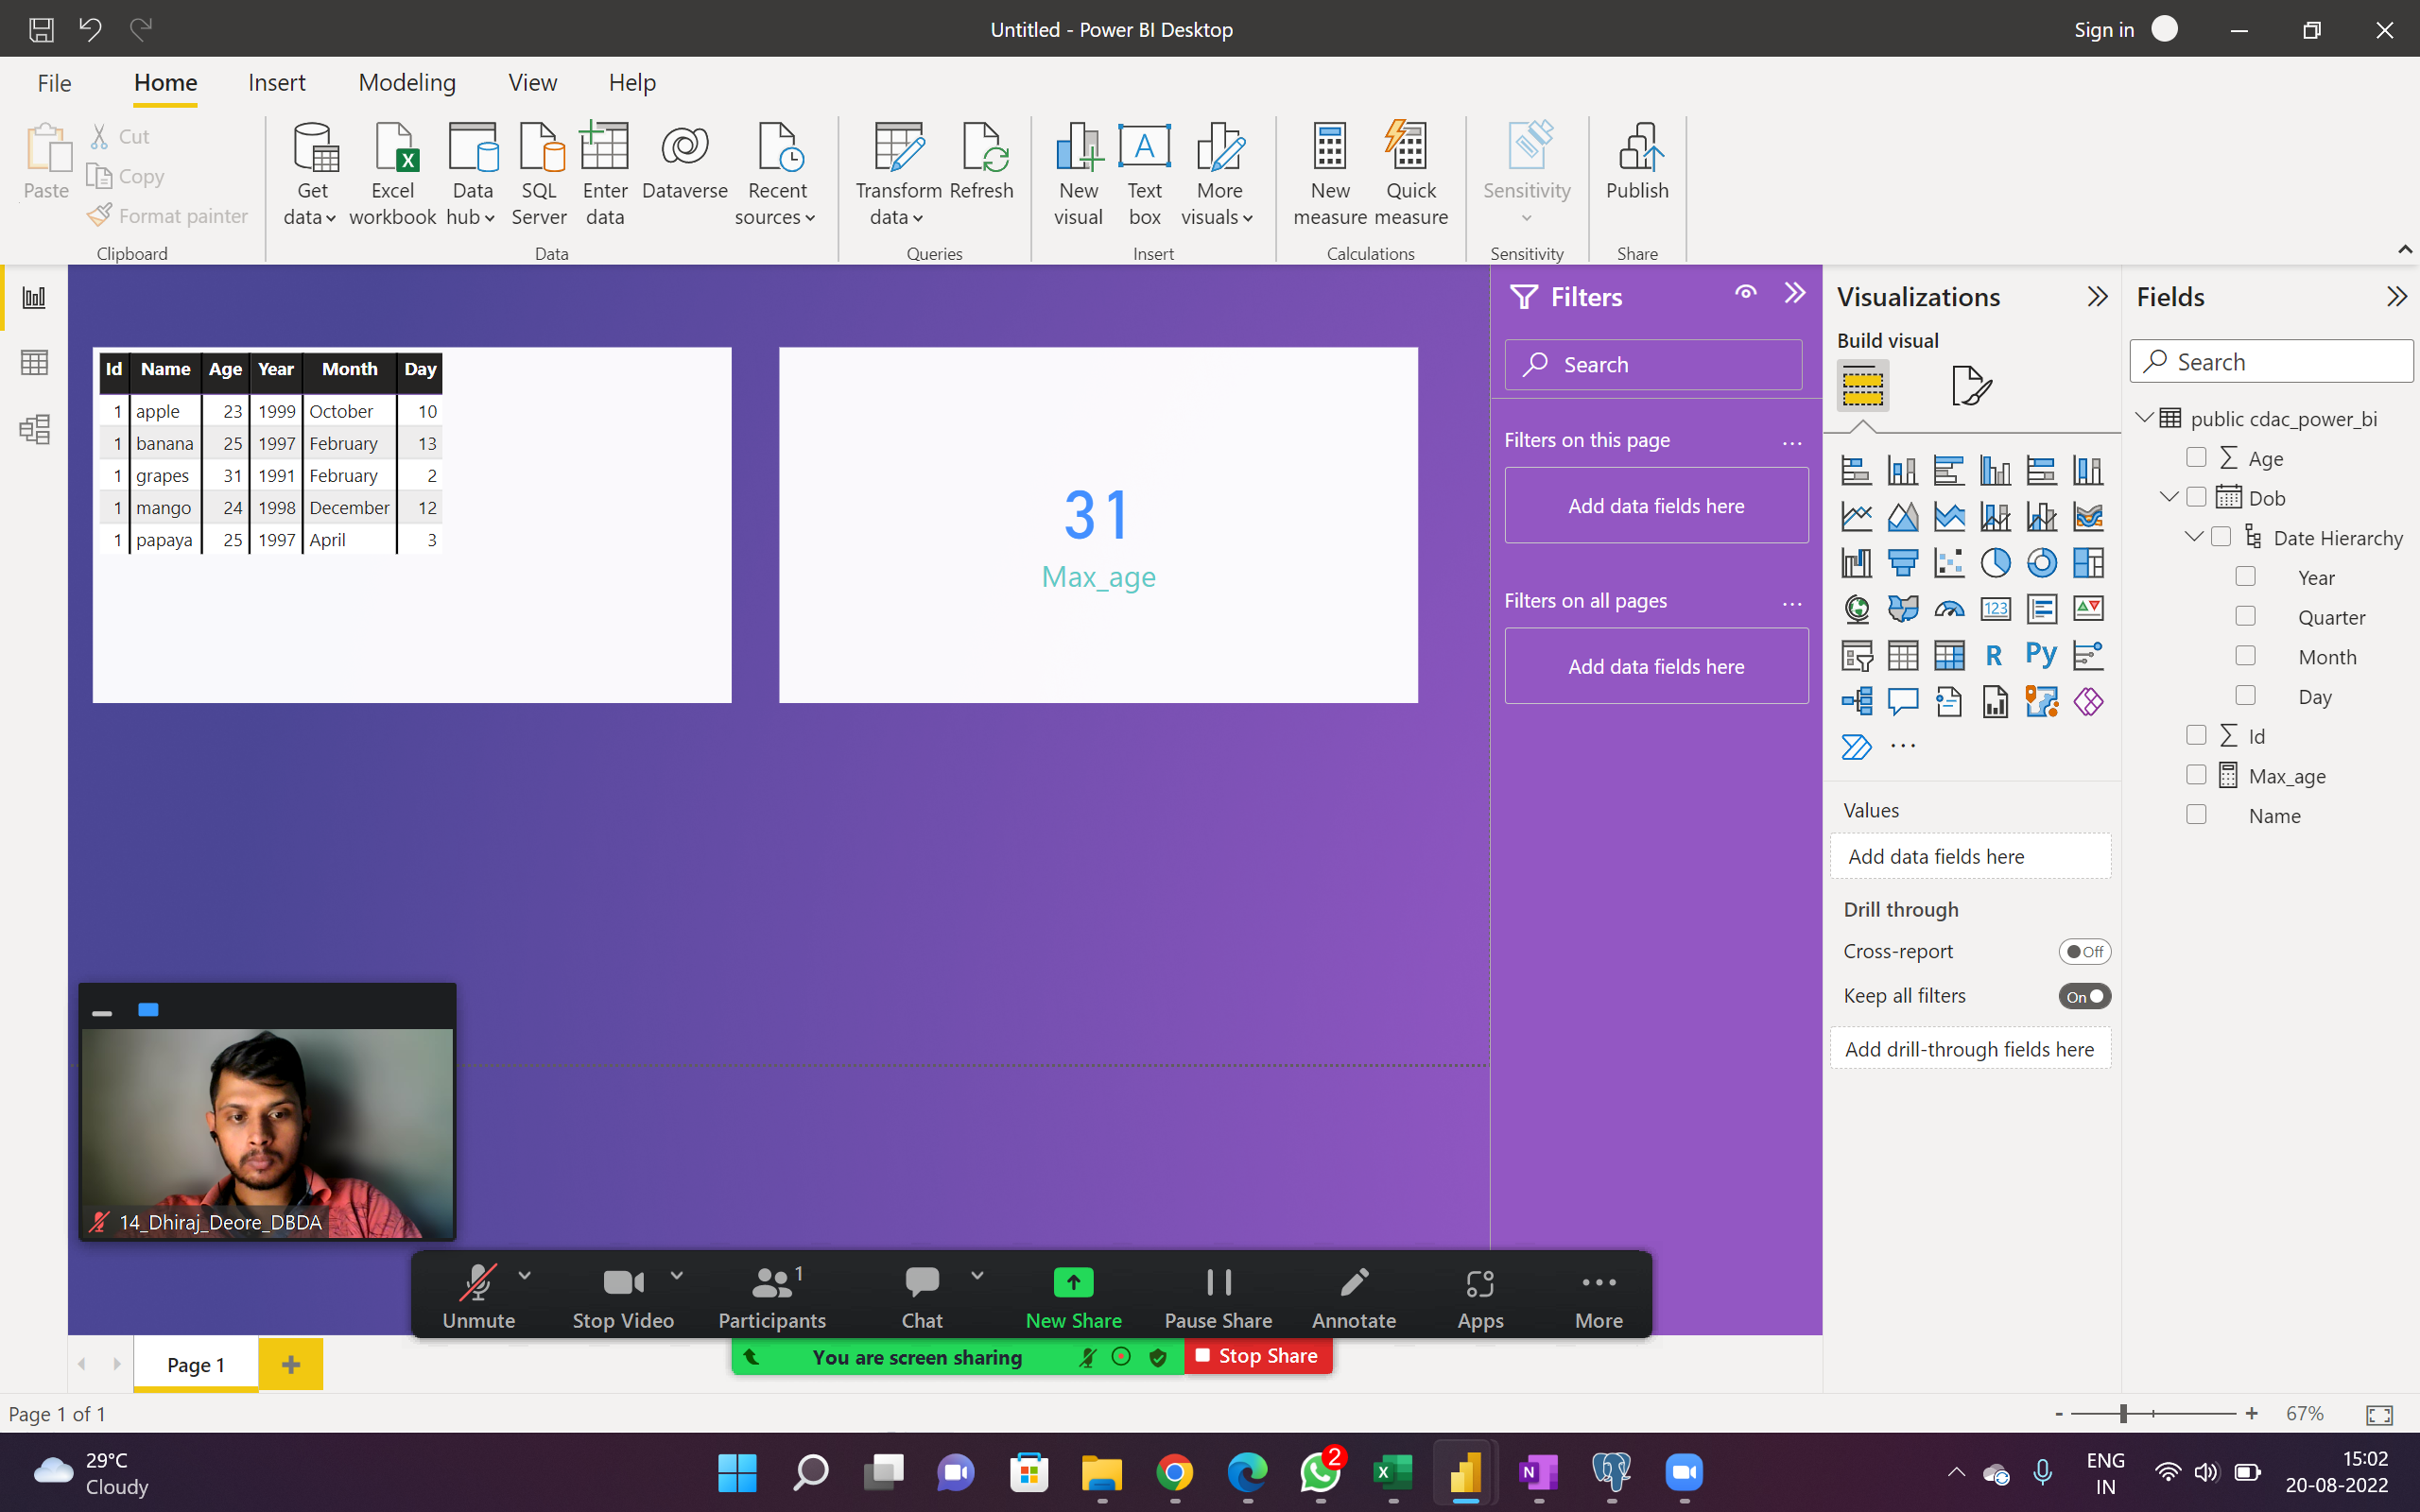 Untitled - Power BI Desktop
Sign in
File Home Insert Modeling View Help
Paste
Cut
Copy
Format painter
Clipboard
Get data
Excel workbook
Data hub
SQL Server
Enter data
Dataverse
Recent sources
Data
Transform data
Refresh
Queries
New visual
Text box
More visuals
Insert
New measure
Quick measure
Calculations
Sensitivity
Sensitivity
Publish
Share
Id Name Age Year Month Day
1 apple 23 1999 October 10
1 banana 25 1997 February 13
1 grapes 31 1991 February 2
1 mango 24 1998 December 12
1 papaya 25 1997 April 3
31
Max_age
Filters
Search
Filters on this page ...
Add data fields here
Filters on all pages ...
Add data fields here
Visualizations
Build visual
123
R
Py
...
Values
Add data fields here
Drill through
Cross-report Off
Keep all filters On
Add drill-through fields here
Fields
Search
public cdac_power_bi
Age
Dob
Date Hierarchy
Year
Quarter
Month
Day
Id
Max_age
Name
14_Dhiraj_Deore_DBDA
Unmute
Stop Video
1
Participants
Chat
New Share
Pause Share
Annotate
Apps
More
You are screen sharing
Stop Share
Page 1
+
Page 1 of 1
- + 67%
29°C
Cloudy
2
ENG
IN
15:02
20-08-2022